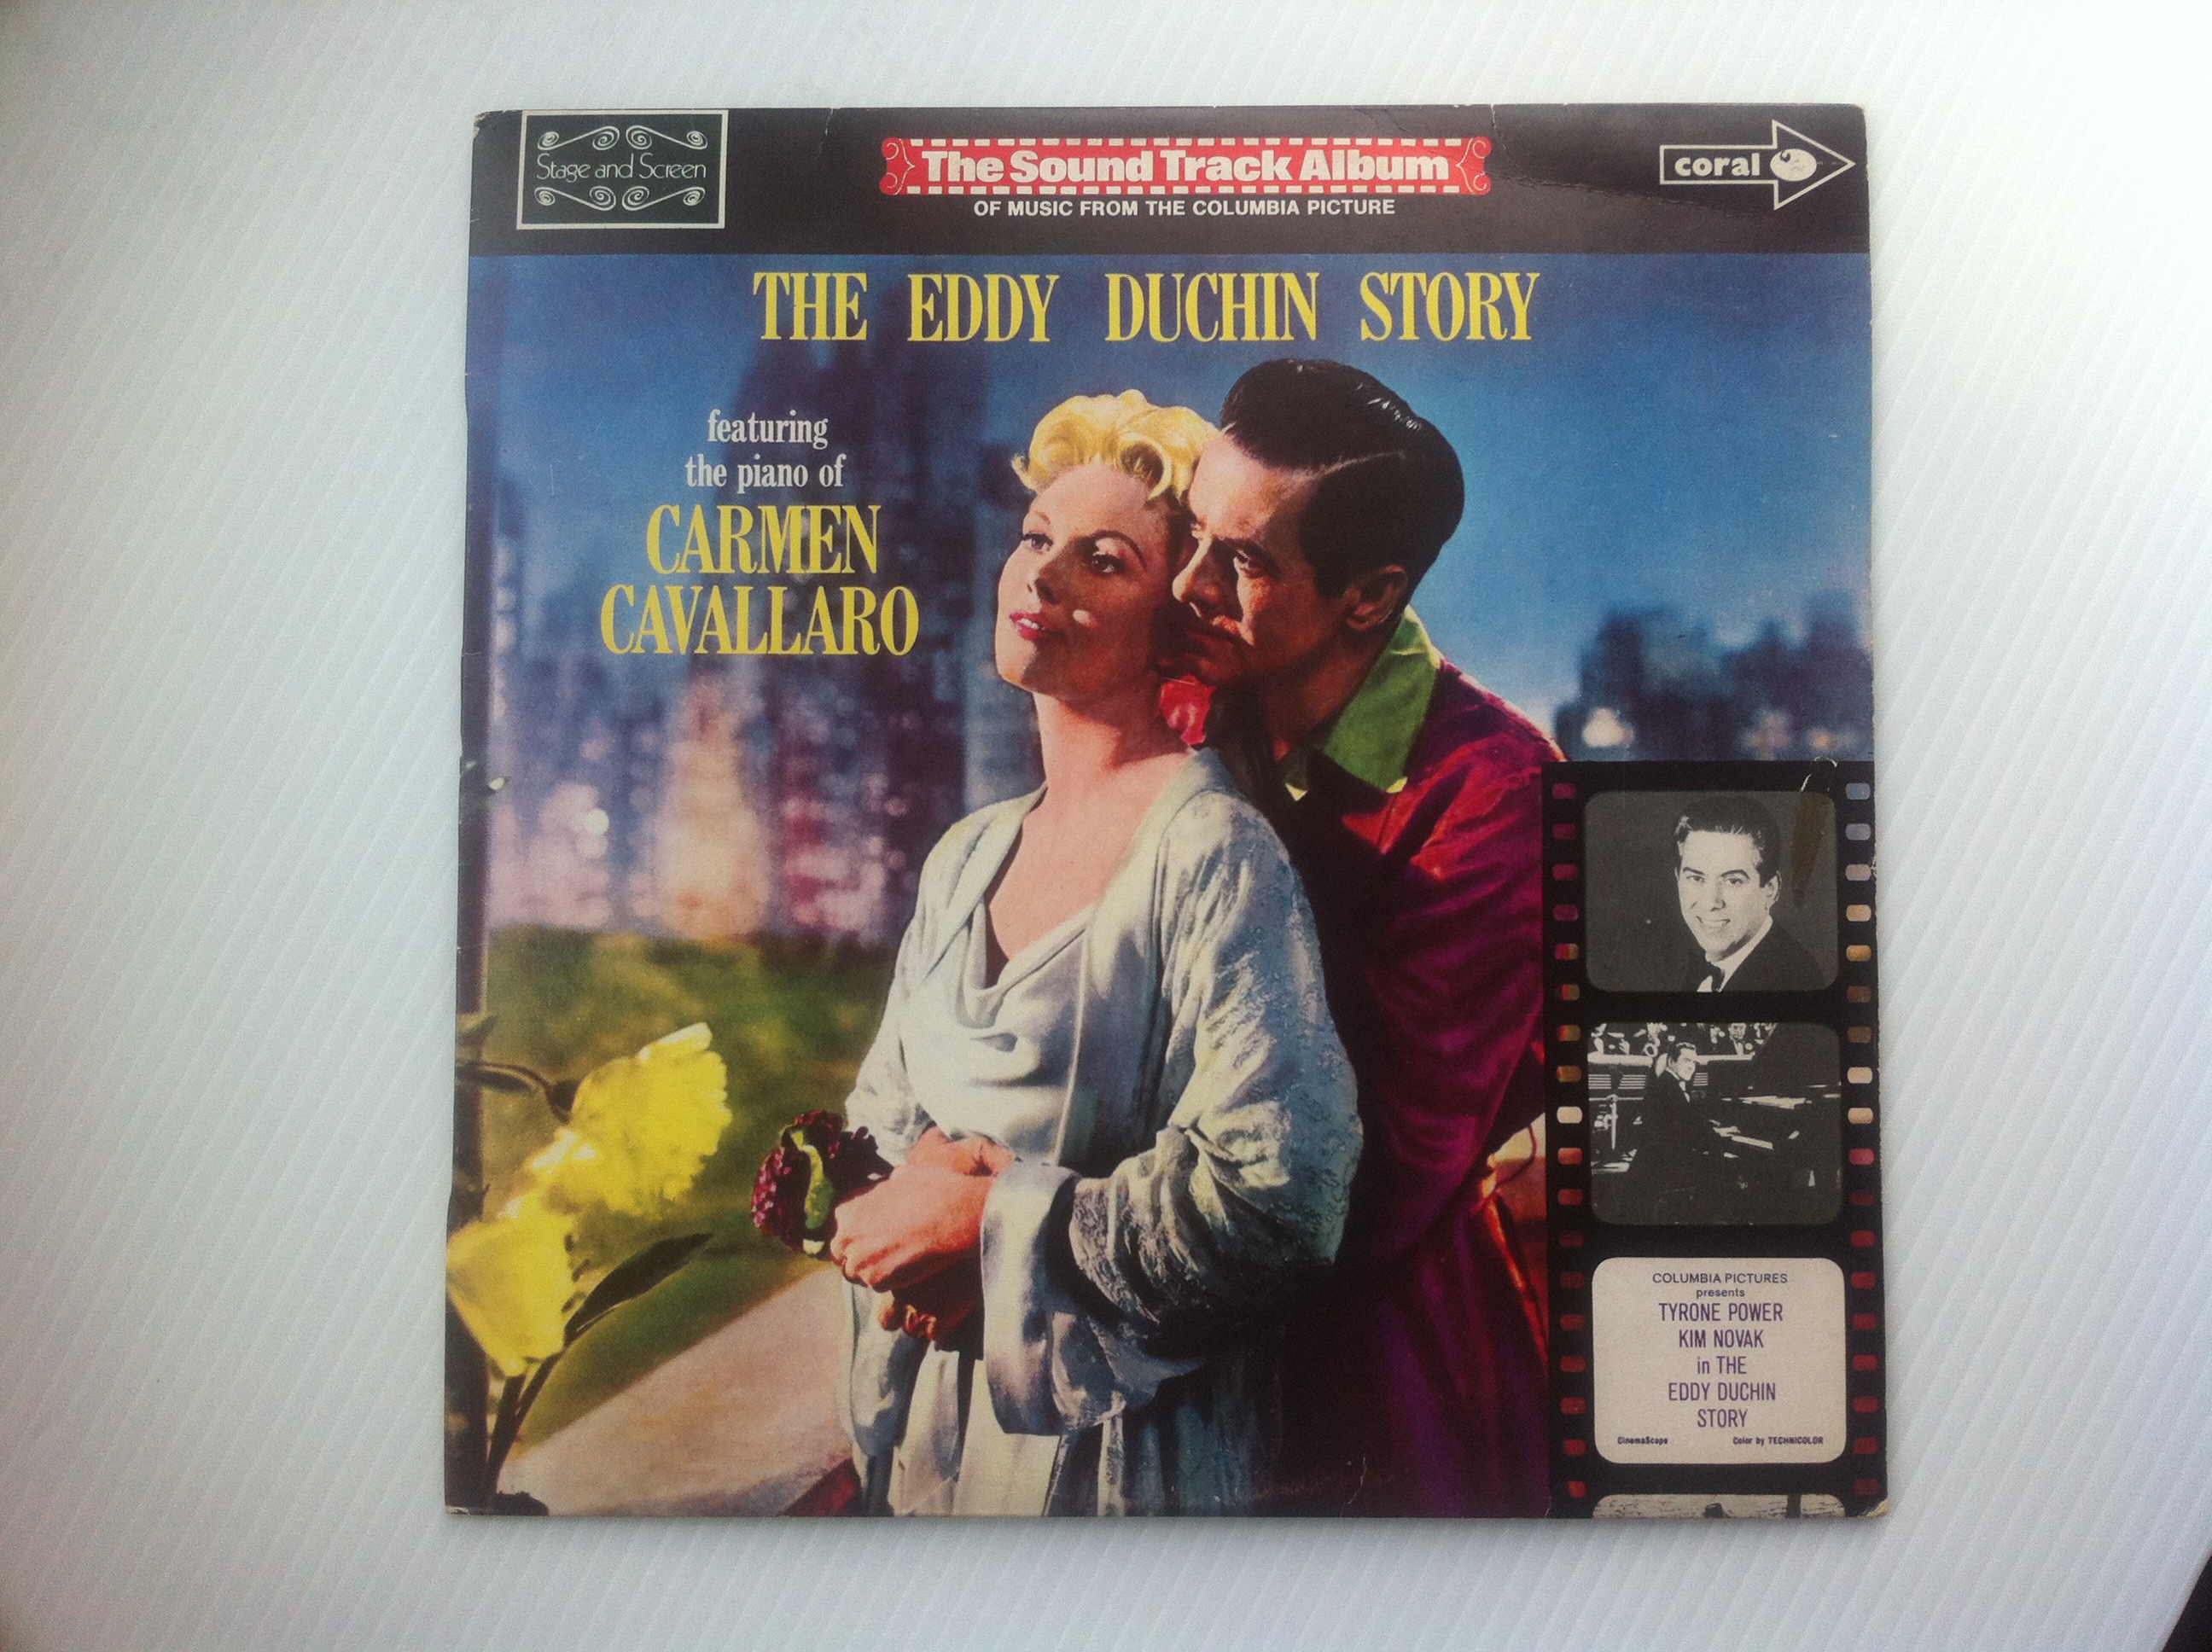 Stage and Screen
The Sound Track Album
OF MUSIC FROM THE COLUMBIA PICTURE
coral
THE EDDY DUCHIN STORY
featuring
the piano of
CARMEN
CAVALLARO
COLUMBIA PICTURES
presents
TYRONE POWER
KIM NOVAK
in THE
EDDY DUCHIN
STORY
CinemaScope Color by TECHNICOLOR